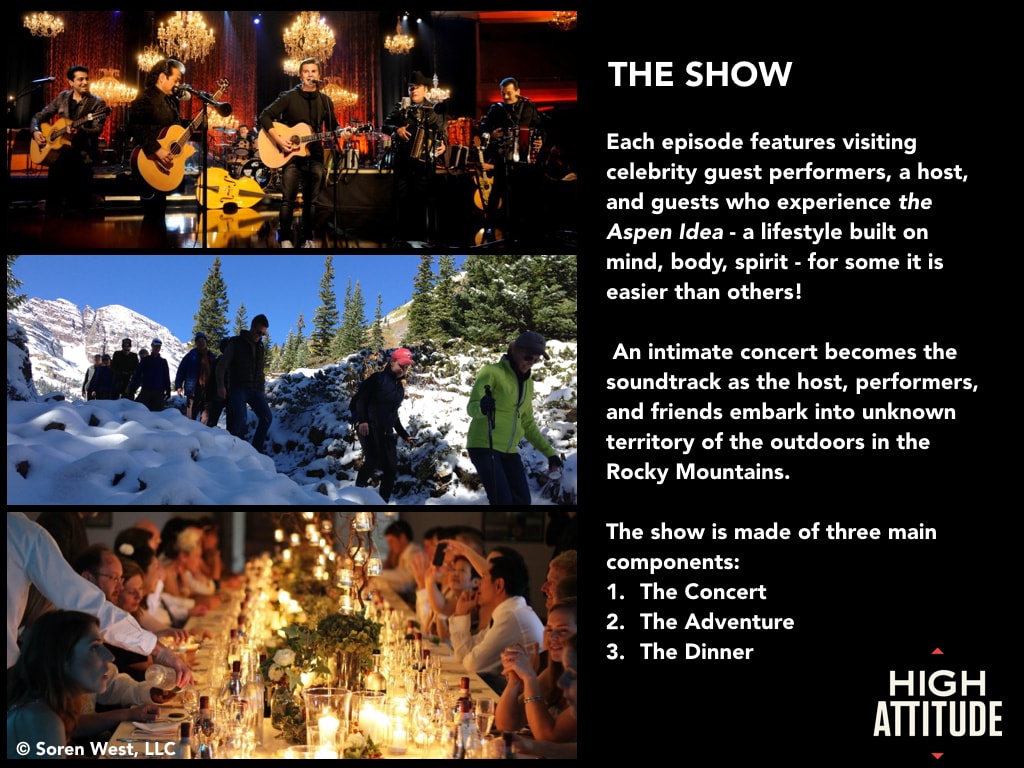 THE SHOW
Each episode features visiting
celebrity guest performers, a host,
and guests who experience the
Aspen Idea - a lifestyle built on
mind, body, spirit - for some it is
easier than others!
An intimate concert becomes the
soundtrack as the host, performers,
and friends embark into unknown
territory of the outdoors in the
Rocky Mountains.
The show is made of three main
components:
1. The Concert
2. The Adventure
3. The Dinner
HIGH
ATTITUDE
© Soren West, LLC